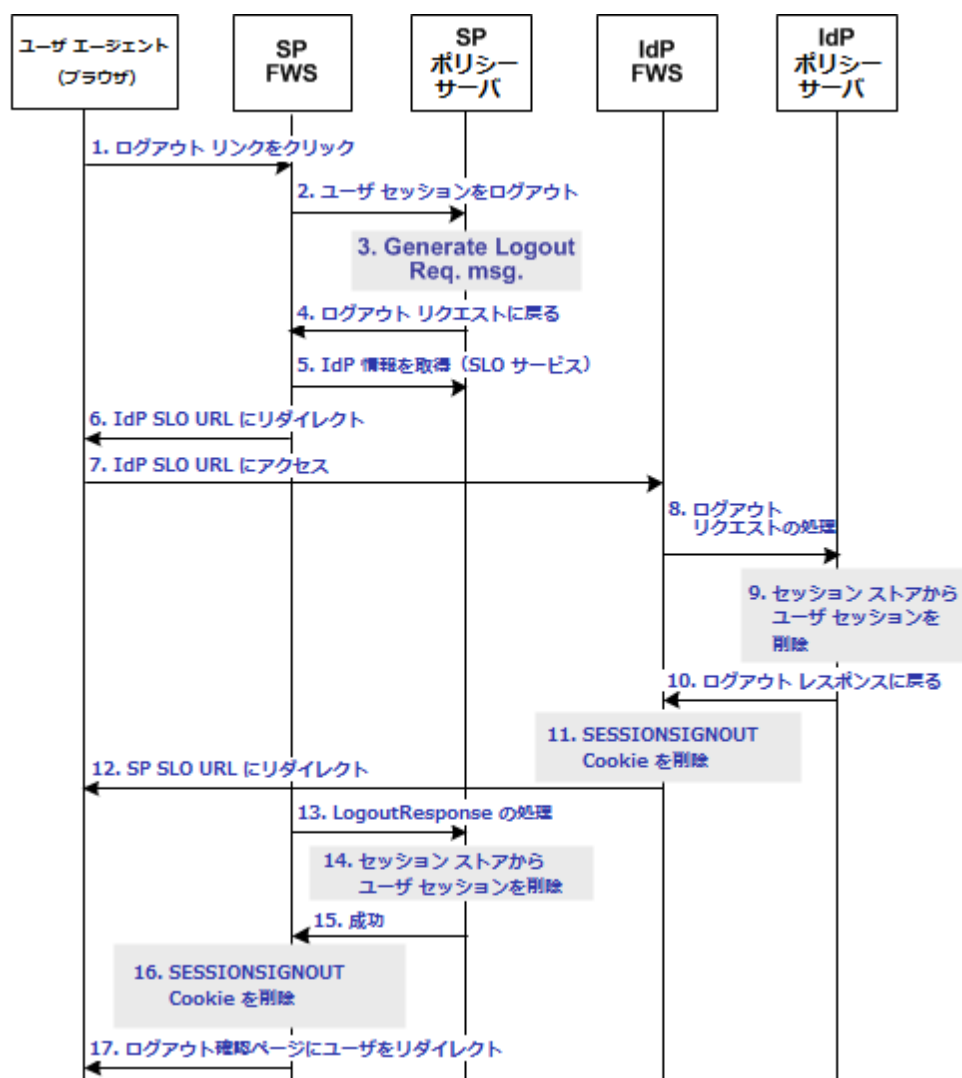 ユーザ エージェント
(ブラウザ)
SP
FWS
SP
ポリシー
サーバ
IdP
FWS
IdP
ポリシー
サーバ
1. ログアウト リンクをクリック
2. ユーザ セッションをログアウト
3. Generate Logout
Req. msg.
4. ログアウト リクエストに戻る
5. IdP 情報を取得（SLO サービス）
6. IdP SLO URL にリダイレクト
7. IdP SLO URL にアクセス
8. ログアウト
リクエストの処理
9. セッション ストアから
ユーザ セッションを
削除
10. ログアウト レスポンスに戻る
11. SESSIONSIGNOUT
Cookie を削除
12. SP SLO URL にリダイレクト
13. LogoutResponse の処理
14. セッション ストアから
ユーザ セッションを削除
15. 成功
16. SESSIONSIGNOUT
Cookie を削除
17. ログアウト確認ページにユーザをリダイレクト